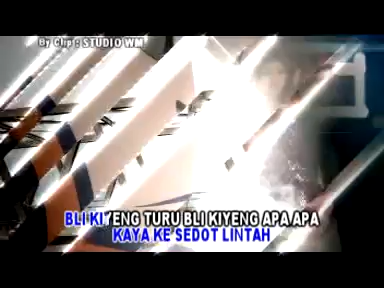 By Clip : STUDIO WM
BLI KIYENG TURU BLI KIYENG APA APA
KAYA KE SEDOT LINTAH